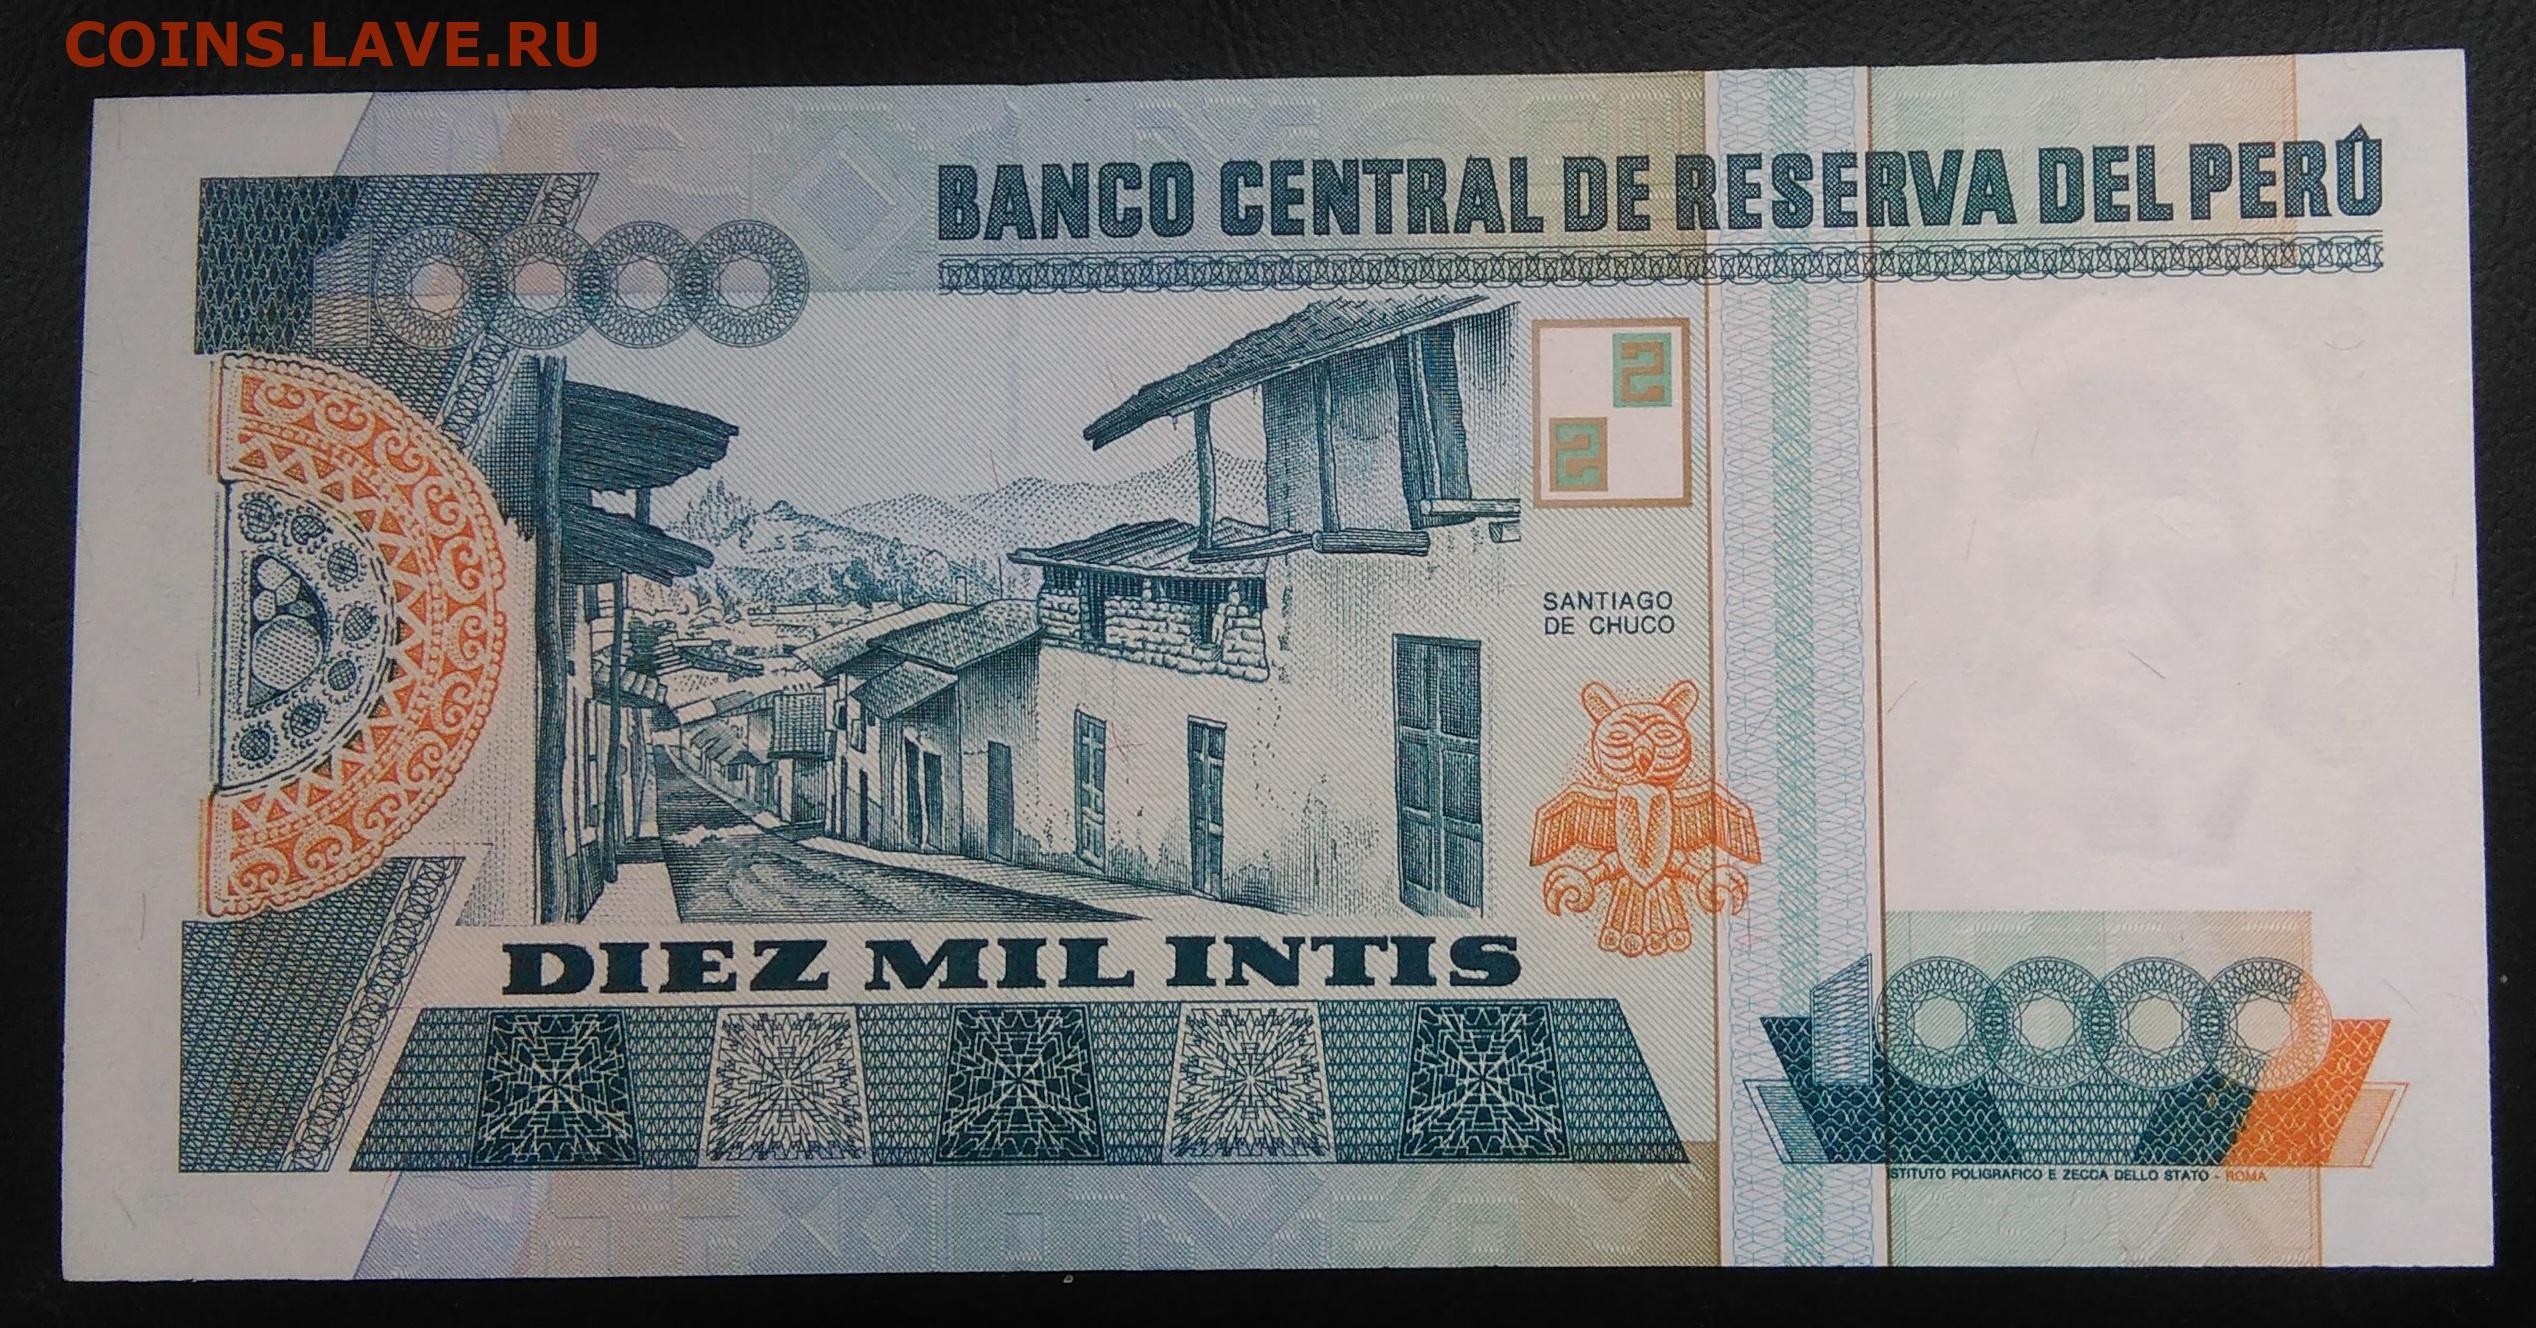 COINS.LAVE.RU
BANCO CENTRAL DE RESERVA DEL PERÚ
10000
SANTIAGO
DE CHUCO
DIEZ MIL INTIS
10000
ISTITUTO POLIGRAFICO E ZECCA DELLO STATO - ROMA